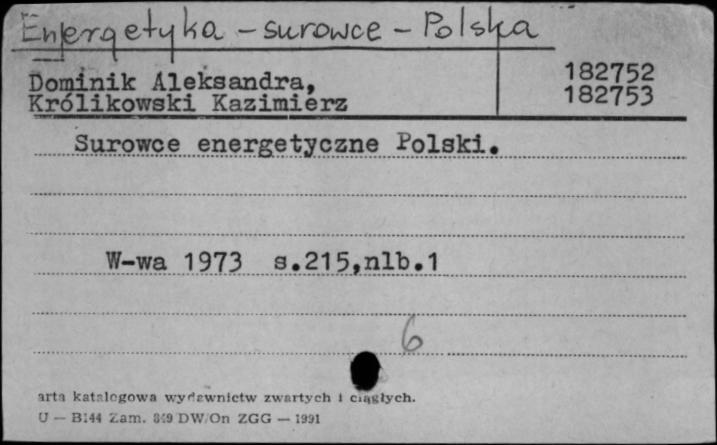 Energetyka - surowce - Polska
Dominik Aleksandra, 182752
Królikowski Kazimierz 182753
Surowce energetyczne Polski.
W-wa 1973 s.215,nlb.1
6
arta katalogowa wydawnictw zwartych i ciągłych.
U — B144 Zam. 849 DW/On ZGG — 1991